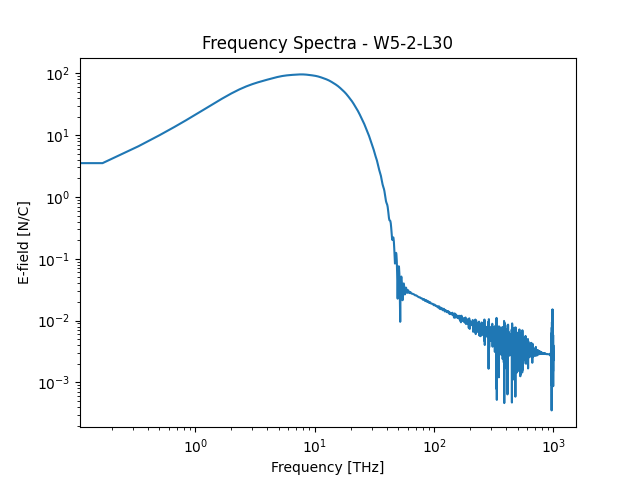 Frequency Spectra - W5-2-L30
E-field [N/C]
10²
10¹
10⁰
10⁻¹
10⁻²
10⁻³
10⁰ 10¹ 10² 10³
Frequency [THz]